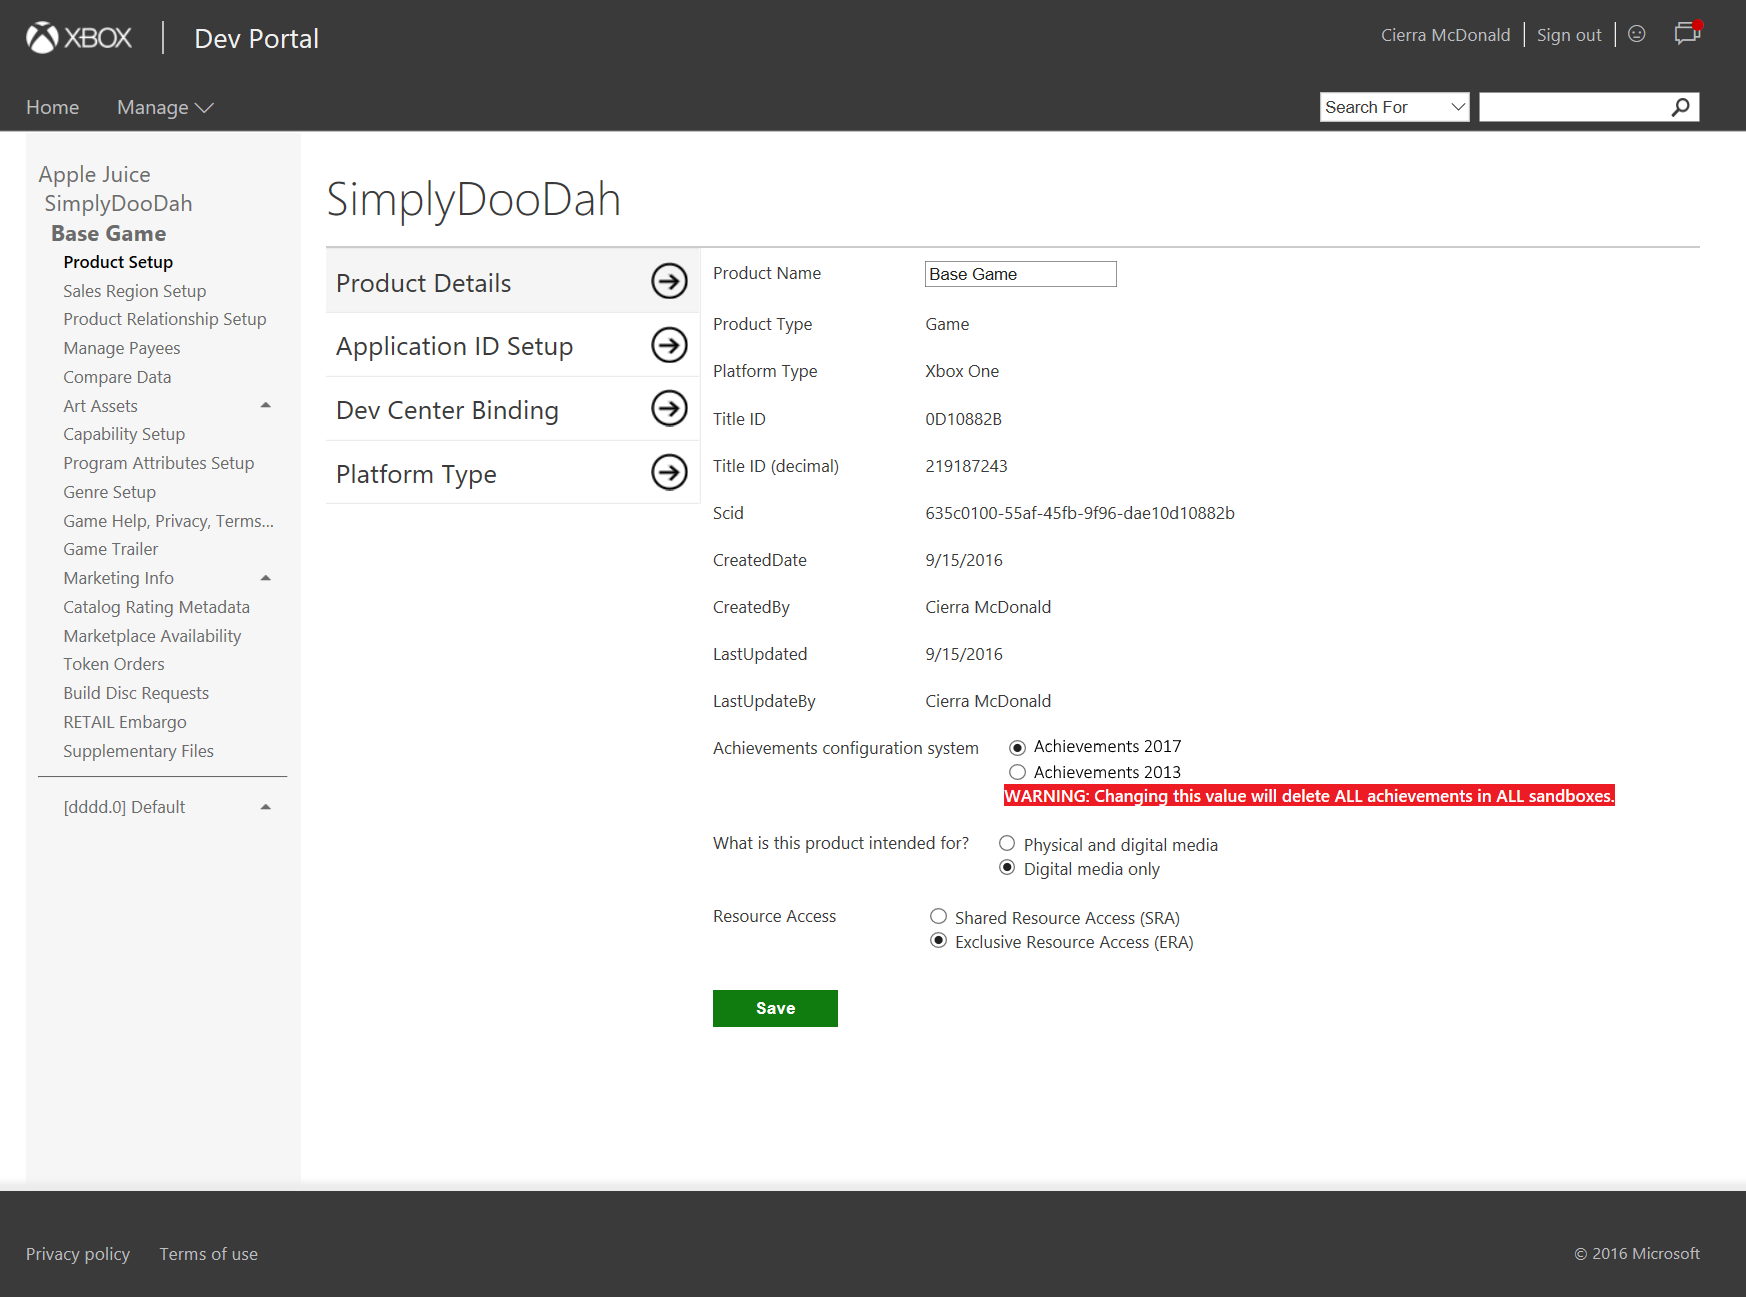 XBOX
Dev Portal
Cierra McDonald
Sign out
Home
Manage
Search For
Apple Juice
SimplyDooDah
Base Game
Product Setup
Sales Region Setup
Product Relationship Setup
Manage Payees
Compare Data
Art Assets
Capability Setup
Program Attributes Setup
Genre Setup
Game Help, Privacy, Terms...
Game Trailer
Marketing Info
Catalog Rating Metadata
Marketplace Availability
Token Orders
Build Disc Requests
RETAIL Embargo
Supplementary Files
[dddd.0] Default
SimplyDooDah
Product Details
Application ID Setup
Dev Center Binding
Platform Type
Product Name Base Game
Product Type Game
Platform Type Xbox One
Title ID 0D10882B
Title ID (decimal) 219187243
Scid 635c0100-55af-45fb-9f96-dae10d10882b
CreatedDate 9/15/2016
CreatedBy Cierra McDonald
LastUpdated 9/15/2016
LastUpdateBy Cierra McDonald
Achievements configuration system Achievements 2017
Achievements 2013
WARNING: Changing this value will delete ALL achievements in ALL sandboxes.
What is this product intended for? Physical and digital media
Digital media only
Resource Access Shared Resource Access (SRA)
Exclusive Resource Access (ERA)
Save
Privacy policy
Terms of use
© 2016 Microsoft